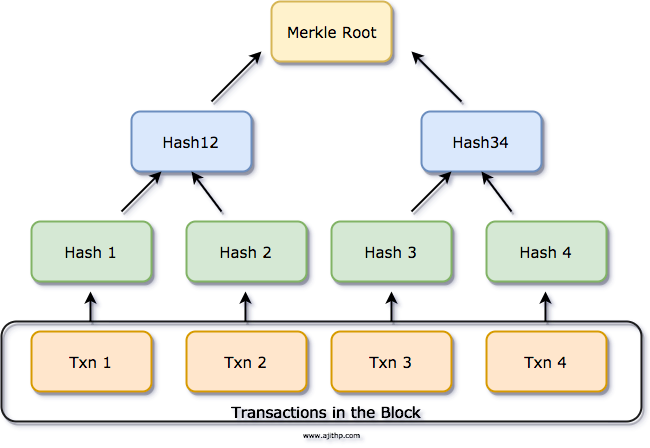 Merkle Root
Hash12
Hash34
Hash 1
Hash 2
Hash 3
Hash 4
Txn 1
Txn 2
Txn 3
Txn 4
Transactions in the Block
www.ajithp.com